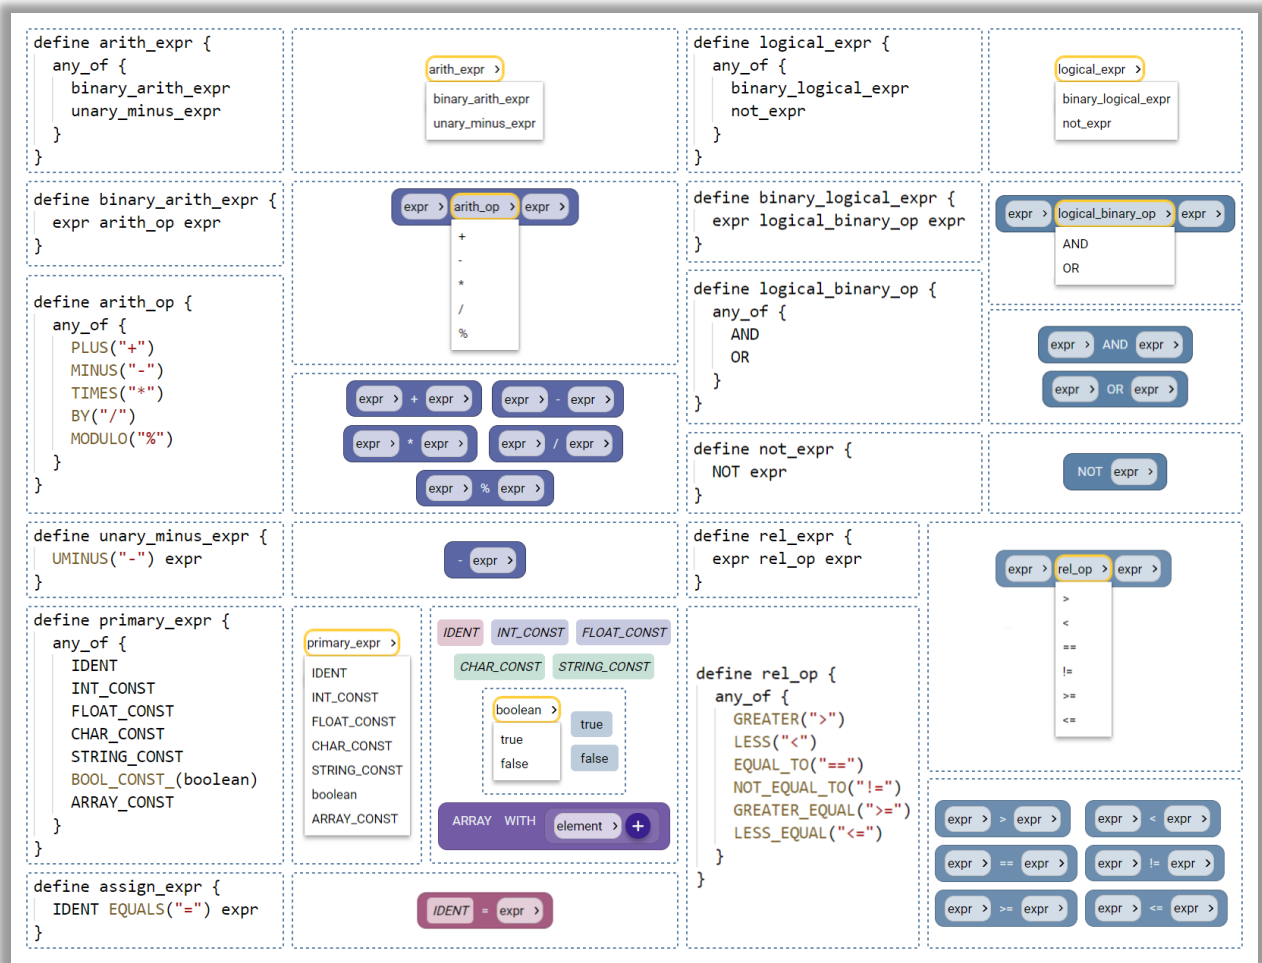 define arith_expr {
any_of {
binary_arith_expr
unary_minus_expr
}
}
arith_expr >
binary_arith_expr
unary_minus_expr
define binary_arith_expr {
expr arith_op expr
}
define arith_op {
any_of {
PLUS("+")
MINUS("-")
TIMES("*")
BY("/")
MODULO("%")
}
}
expr > arith_op > expr >
+
-
*
/
%
expr > + expr >
expr > - expr >
expr > * expr >
expr > / expr >
expr > % expr >
define unary_minus_expr {
UMINUS("-") expr
}
- expr >
define primary_expr {
any_of {
IDENT
INT_CONST
FLOAT_CONST
CHAR_CONST
STRING_CONST
BOOL_CONST_(boolean)
ARRAY_CONST
}
}
primary_expr >
IDENT
INT_CONST
FLOAT_CONST
CHAR_CONST
STRING_CONST
boolean
ARRAY_CONST
IDENT INT_CONST FLOAT_CONST
CHAR_CONST STRING_CONST
boolean >
true
false
true
false
ARRAY WITH element > +
define assign_expr {
IDENT EQUALS("=") expr
}
IDENT = expr >
define logical_expr {
any_of {
binary_logical_expr
not_expr
}
}
logical_expr >
binary_logical_expr
not_expr
define binary_logical_expr {
expr logical_binary_op expr
}
expr > logical_binary_op > expr >
AND
OR
define logical_binary_op {
any_of {
AND
OR
}
}
expr > AND expr >
expr > OR expr >
define not_expr {
NOT expr
}
NOT expr >
define rel_expr {
expr rel_op expr
}
expr > rel_op > expr >
>
<
==
!=
>=
<=
define rel_op {
any_of {
GREATER(">")
LESS("<")
EQUAL_TO("==")
NOT_EQUAL_TO("!=")
GREATER_EQUAL(">=")
LESS_EQUAL("<=")
}
}
expr > > expr >
expr > < expr >
expr > == expr >
expr > != expr >
expr > >= expr >
expr > <= expr >